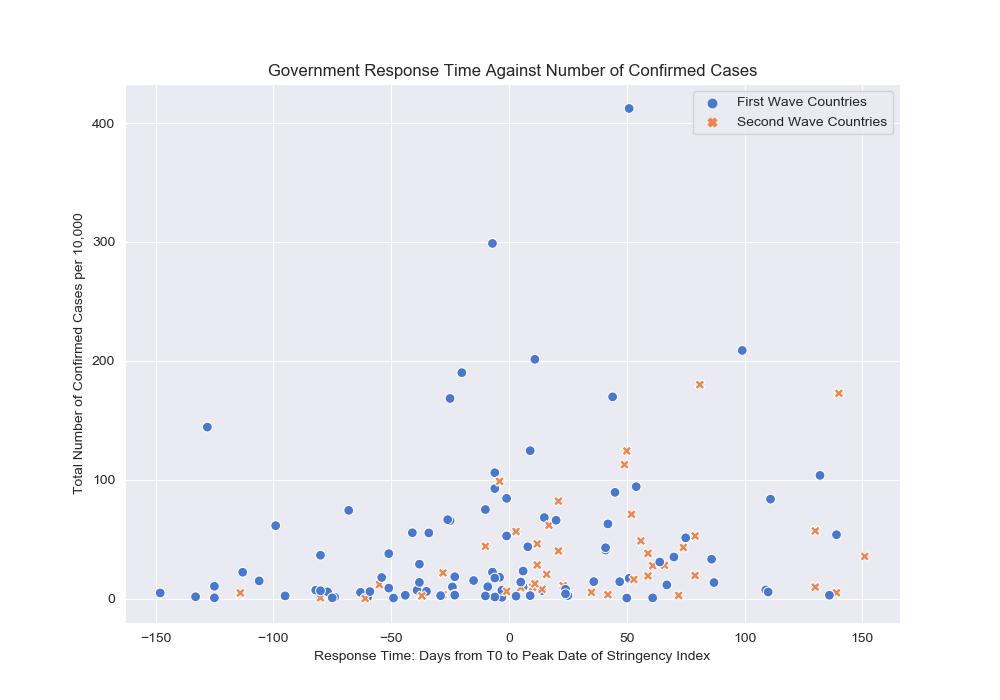 Government Response Time Against Number of Confirmed Cases
First Wave Countries
Second Wave Countries
Total Number of Confirmed Cases per 10,000
400
300
200
100
0
−150
−100
−50
0
50
100
150
Response Time: Days from T0 to Peak Date of Stringency Index